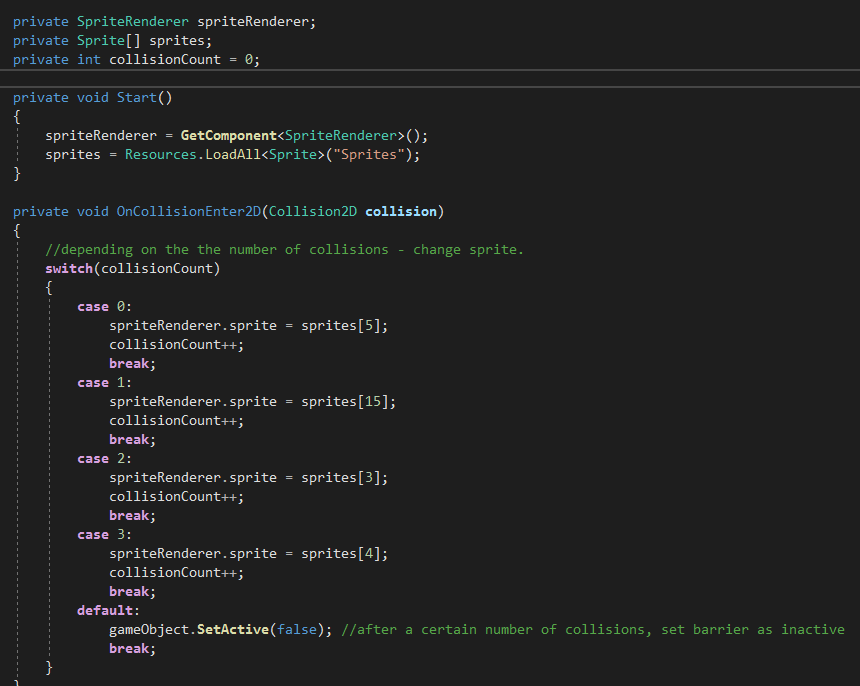 private SpriteRenderer spriteRenderer;
private Sprite[] sprites;
private int collisionCount = 0;
private void Start()
{
spriteRenderer = GetComponent<SpriteRenderer>();
sprites = Resources.LoadAll<Sprite>("Sprites");
}
private void OnCollisionEnter2D(Collision2D collision)
{
//depending on the the number of collisions - change sprite.
switch(collisionCount)
{
case 0:
spriteRenderer.sprite = sprites[5];
collisionCount++;
break;
case 1:
spriteRenderer.sprite = sprites[15];
collisionCount++;
break;
case 2:
spriteRenderer.sprite = sprites[3];
collisionCount++;
break;
case 3:
spriteRenderer.sprite = sprites[4];
collisionCount++;
break;
default:
gameObject.SetActive(false); //after a certain number of collisions, set barrier as inactive
break;
}
}